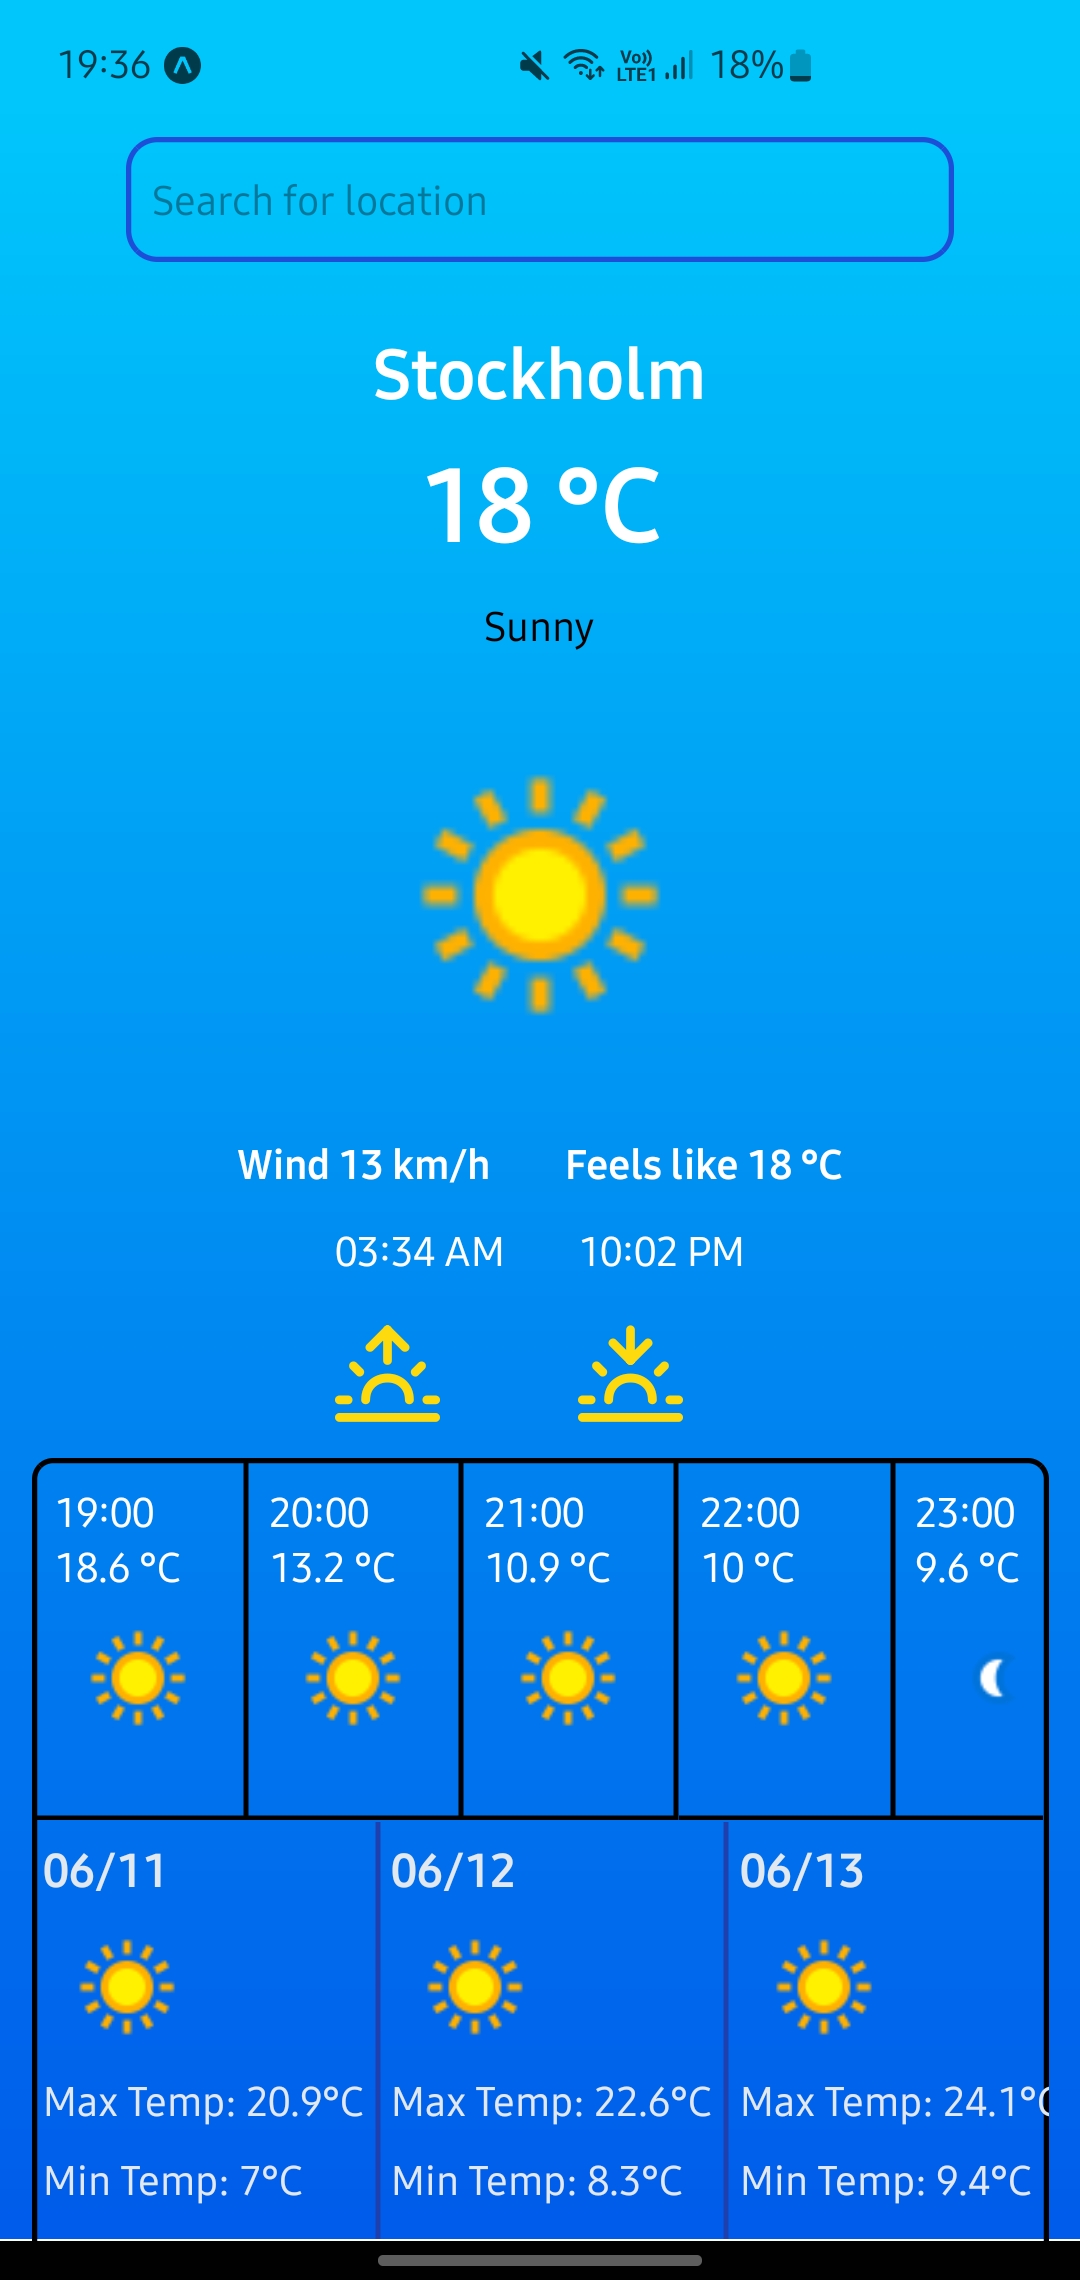 19:36 Vo)) LTE1 18%
Search for location
Stockholm
18 °C
Sunny
Wind 13 km/h Feels like 18 °C
03:34 AM 10:02 PM
19:00 20:00 21:00 22:00 23:00
18.6 °C 13.2 °C 10.9 °C 10 °C 9.6 °C
06/11 06/12 06/13
Max Temp: 20.9°C Max Temp: 22.6°C Max Temp: 24.1°C
Min Temp: 7°C Min Temp: 8.3°C Min Temp: 9.4°C